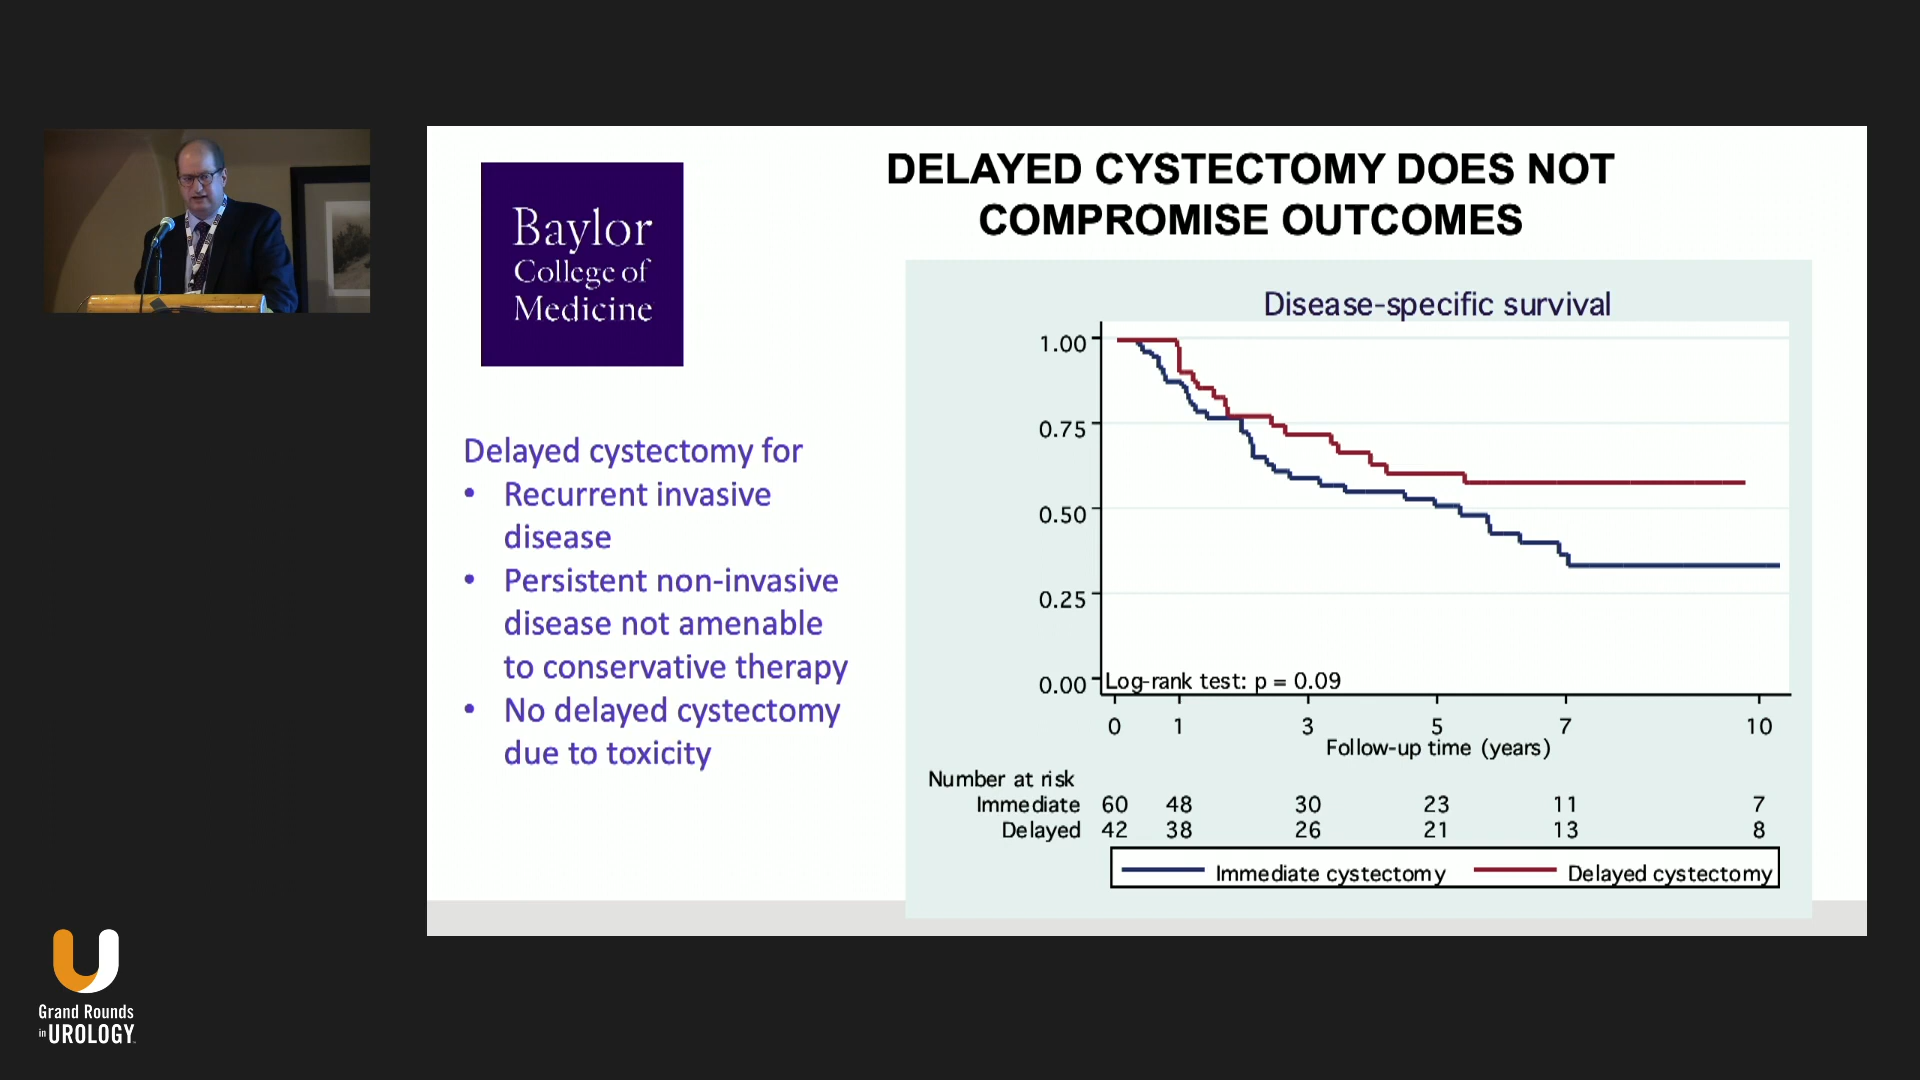 DELAYED CYSTECTOMY DOES NOT
COMPROMISE OUTCOMES
Baylor
College of
Medicine
Delayed cystectomy for
• Recurrent invasive
disease
• Persistent non-invasive
disease not amenable
to conservative therapy
• No delayed cystectomy
due to toxicity
Disease-specific survival
1.00
0.75
0.50
0.25
0.00
Log-rank test: p = 0.09
0 1 3 5 7 10
Follow-up time (years)
Number at risk
Immediate 60 48 30 23 11 7
Delayed 42 38 26 21 13 8
Immediate cystectomy Delayed cystectomy
Grand Rounds
in UROLOGY